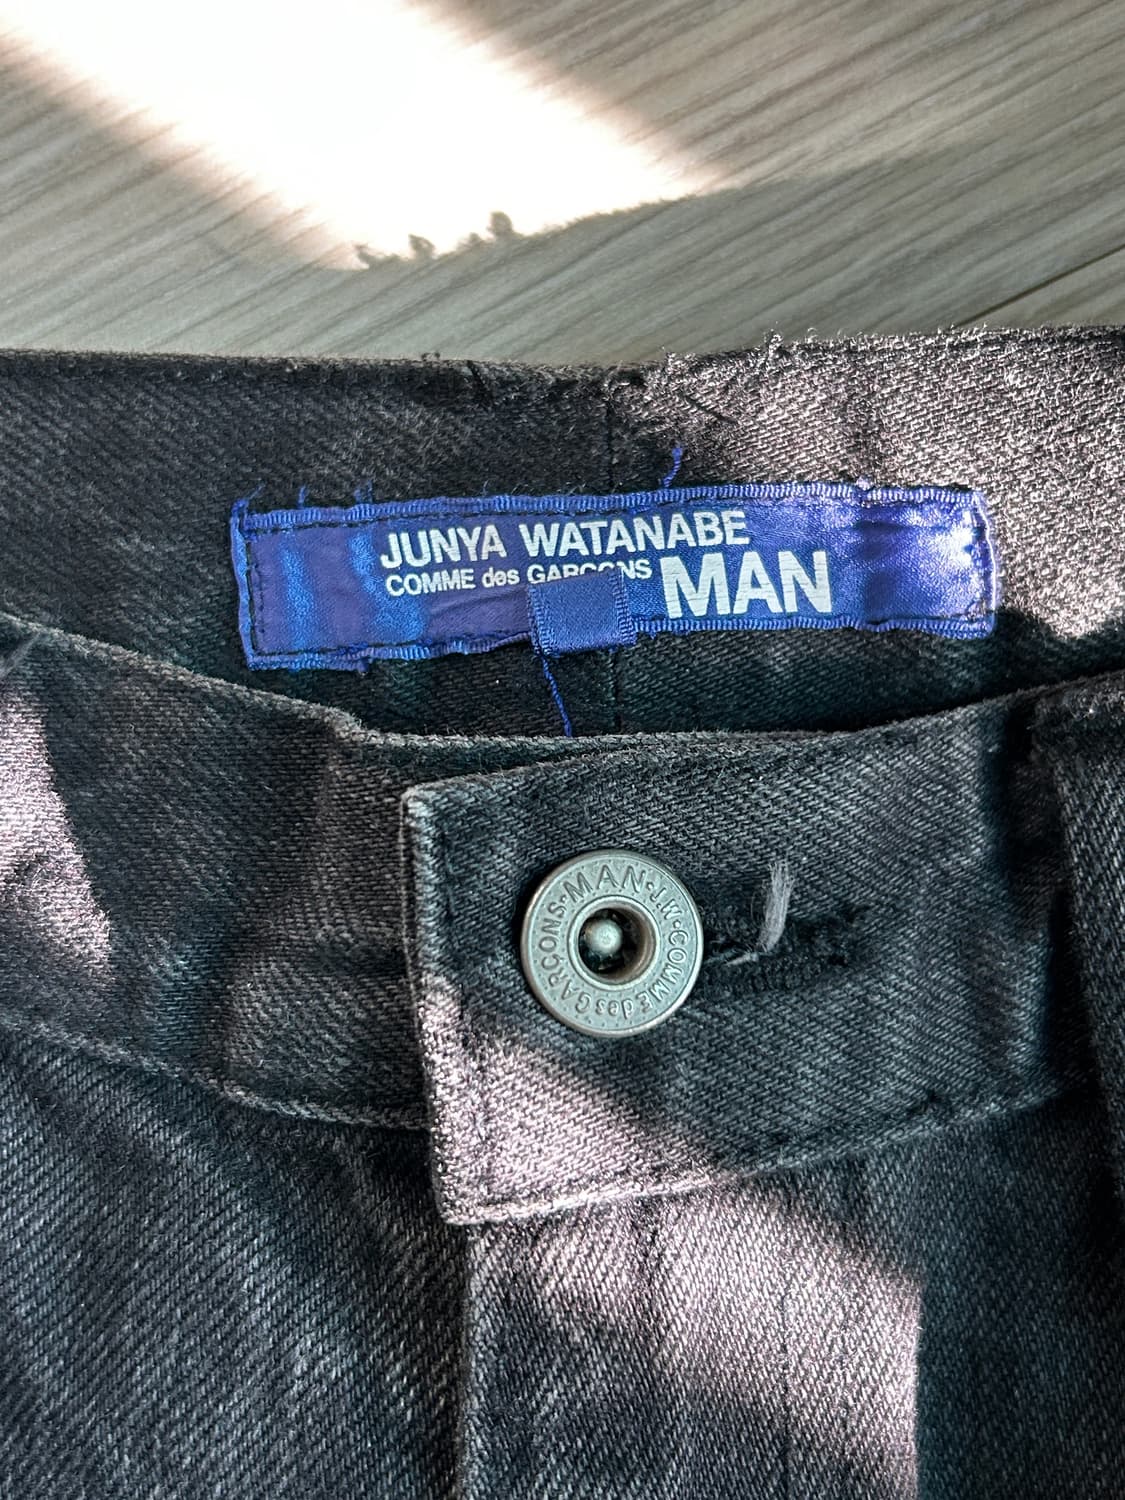 JUNYA WATANABE
COMME des GARCONS MAN
MAN·J.W·COMME des GARCONS·